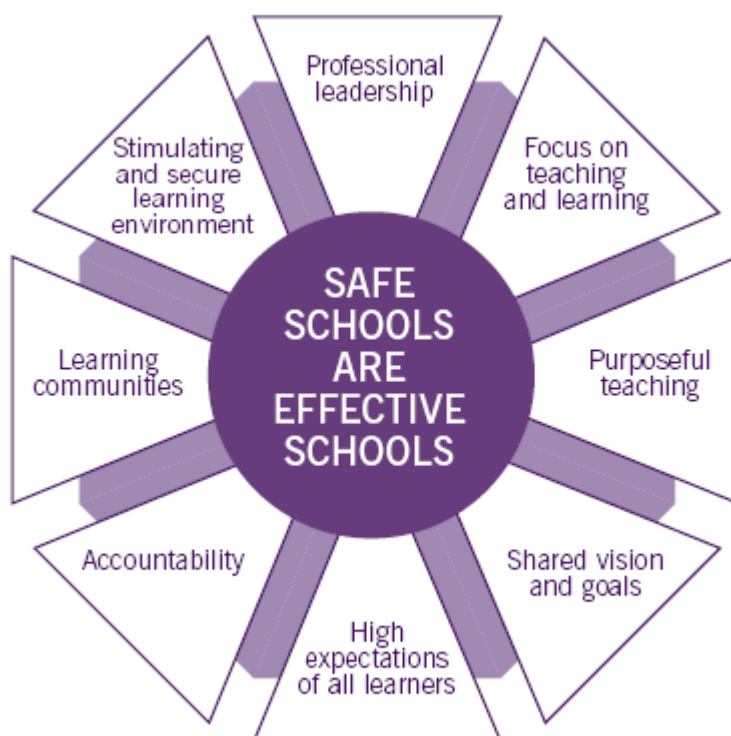 Professional
leadership
Focus on
teaching
and learning
Purposeful
teaching
Shared vision
and goals
High
expectations
of all learners
Accountability
Learning
communities
Stimulating
and secure
learning
environment
SAFE
SCHOOLS
ARE
EFFECTIVE
SCHOOLS